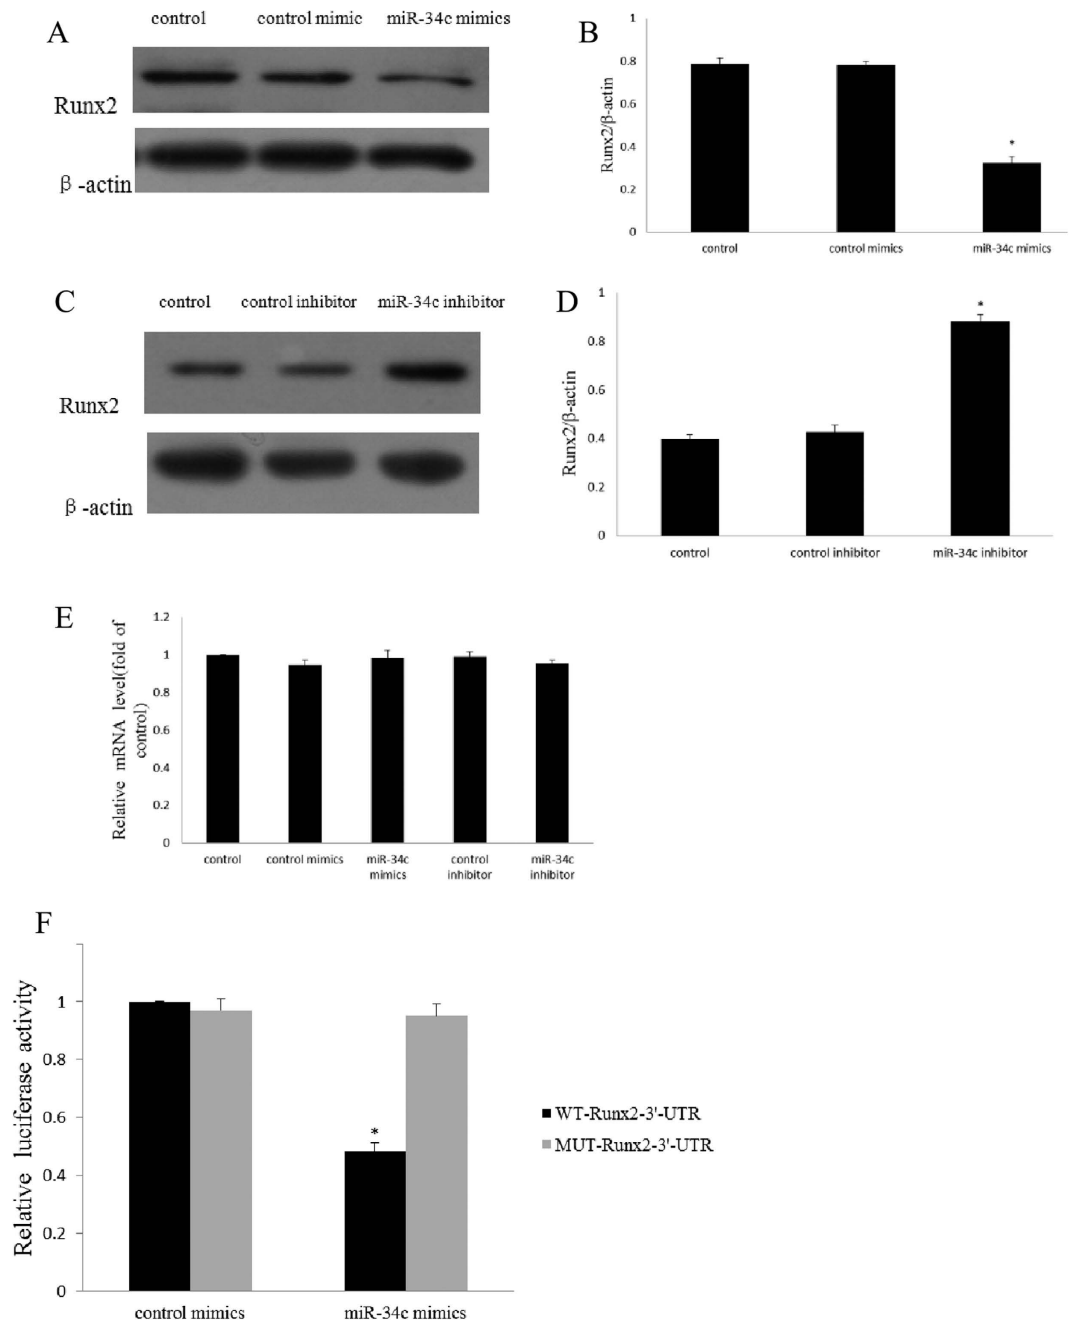 A
control control mimic miR-34c mimics
Runx2
β-actin
B
Runx2/β-actin
1
0.8
0.6
0.4
0.2
0
*
control control mimics miR-34c mimics
C
control control inhibitor miR-34c inhibitor
Runx2
β-actin
D
Runx2/β-actin
1
0.8
0.6
0.4
0.2
0
*
control control inhibitor miR-34c inhibitor
E
Relative mRNA level(fold of
control)
1.2
1
0.8
0.6
0.4
0.2
0
control control mimics miR-34c control miR-34c
mimics inhibitor inhibitor
F
Relative luciferase activity
1
0.8
0.6
0.4
0.2
0
*
control mimics miR-34c mimics
WT-Runx2-3'-UTR
MUT-Runx2-3'-UTR